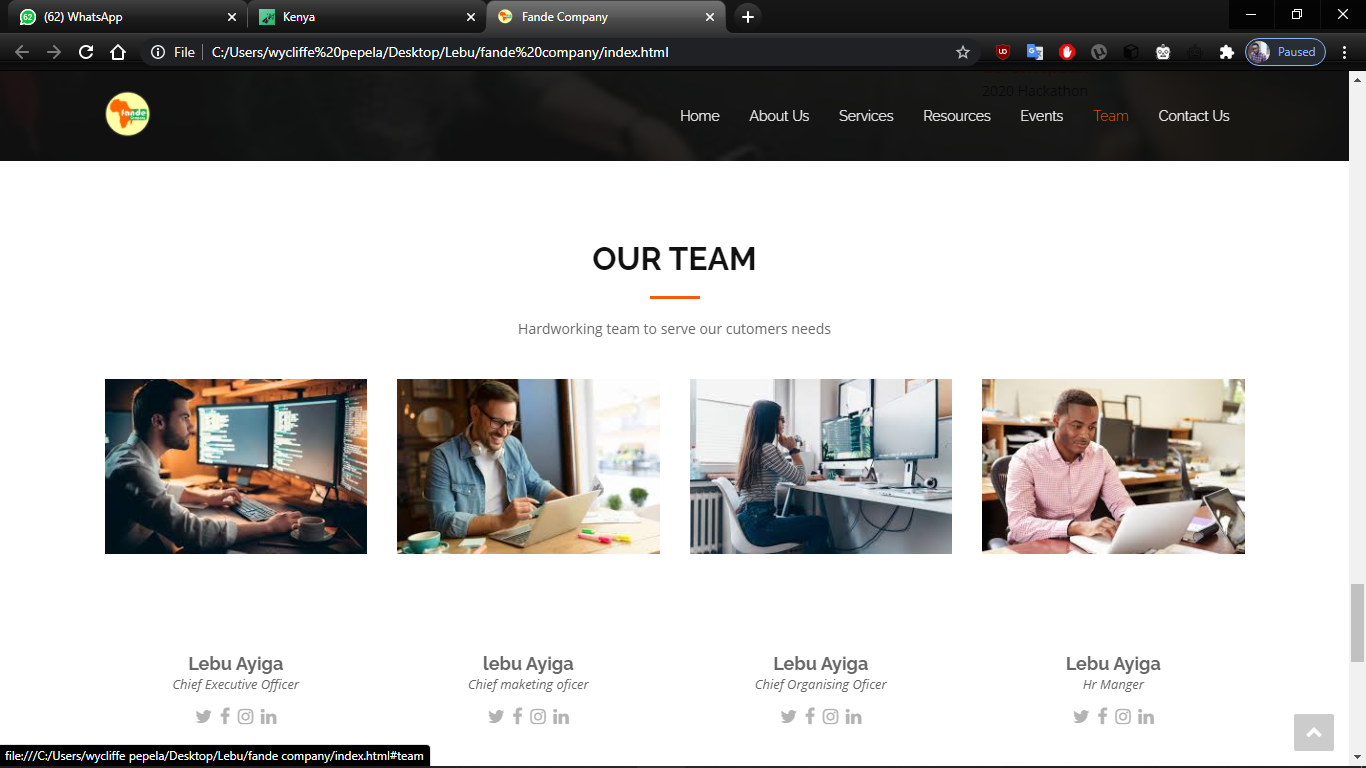 (62) WhatsApp
Kenya
Fande Company
File
C:/Users/wycliffe%20pepela/Desktop/Lebu/fande%20company/index.html
Paused
2020 Hackathon
fande
Home
About Us
Services
Resources
Events
Team
Contact Us
OUR TEAM
Hardworking team to serve our cutomers needs
Lebu Ayiga
Chief Executive Officer
lebu Ayiga
Chief maketing oficer
Lebu Ayiga
Chief Organising Oficer
Lebu Ayiga
Hr Manger
file:///C:/Users/wycliffe pepela/Desktop/Lebu/fande company/index.html#team